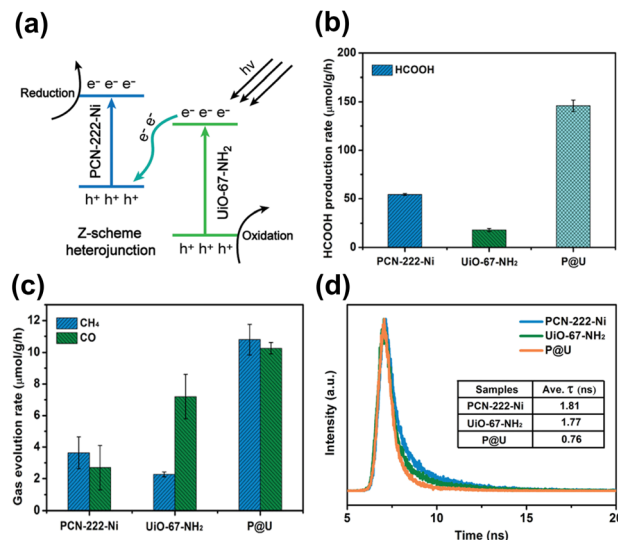 (a)
hν
Reduction
e⁻ e⁻ e⁻
e⁻ e⁻ e⁻
e⁻ e⁻
PCN-222-Ni
UiO-67-NH₂
h⁺ h⁺ h⁺
Z-scheme
heterojunction
h⁺ h⁺ h⁺
Oxidation
(b)
HCOOH production rate (μmol/g/h)
200
150
100
50
0
HCOOH
PCN-222-Ni UiO-67-NH₂ P@U
(c)
Gas evolution rate (μmol/g/h)
12
10
8
6
4
2
0
CH₄
CO
PCN-222-Ni UiO-67-NH₂ P@U
(d)
Intensity (a.u.)
PCN-222-Ni
UiO-67-NH₂
P@U
Samples Ave. τ (ns)
PCN-222-Ni 1.81
UiO-67-NH₂ 1.77
P@U 0.76
5 10 15 20
Time (ns)